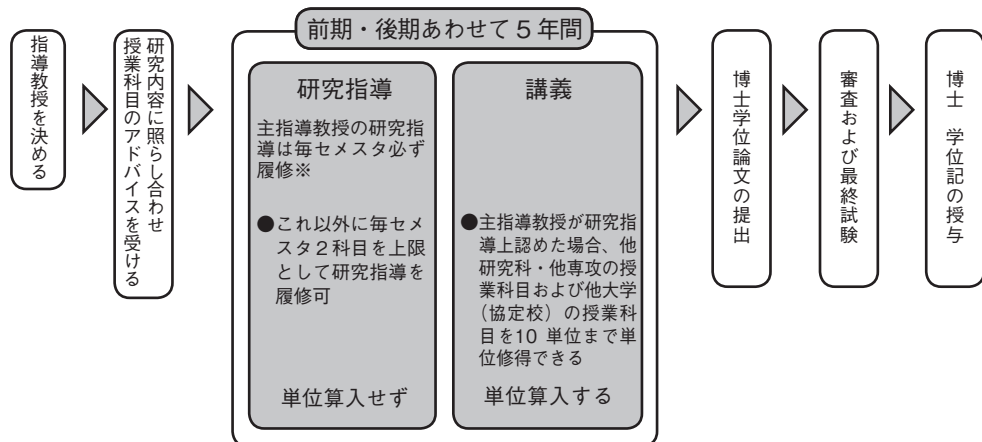 指導教授を決める
研究内容に照らし合わせ
授業科目のアドバイスを受ける
前期・後期あわせて5年間
研究指導
主指導教授の研究指
導は毎セメスタ必ず
履修※
●これ以外に毎セメ
スタ2科目を上限
として研究指導を
履修可
単位算入せず
講義
●主指導教授が研究指
導上認めた場合、他
研究科・他専攻の授
業科目および他大学
(協定校)の授業科
目を10 単位まで単
位修得できる
単位算入する
博士学位論文の提出
審査および最終試験
博士 学位記の授与